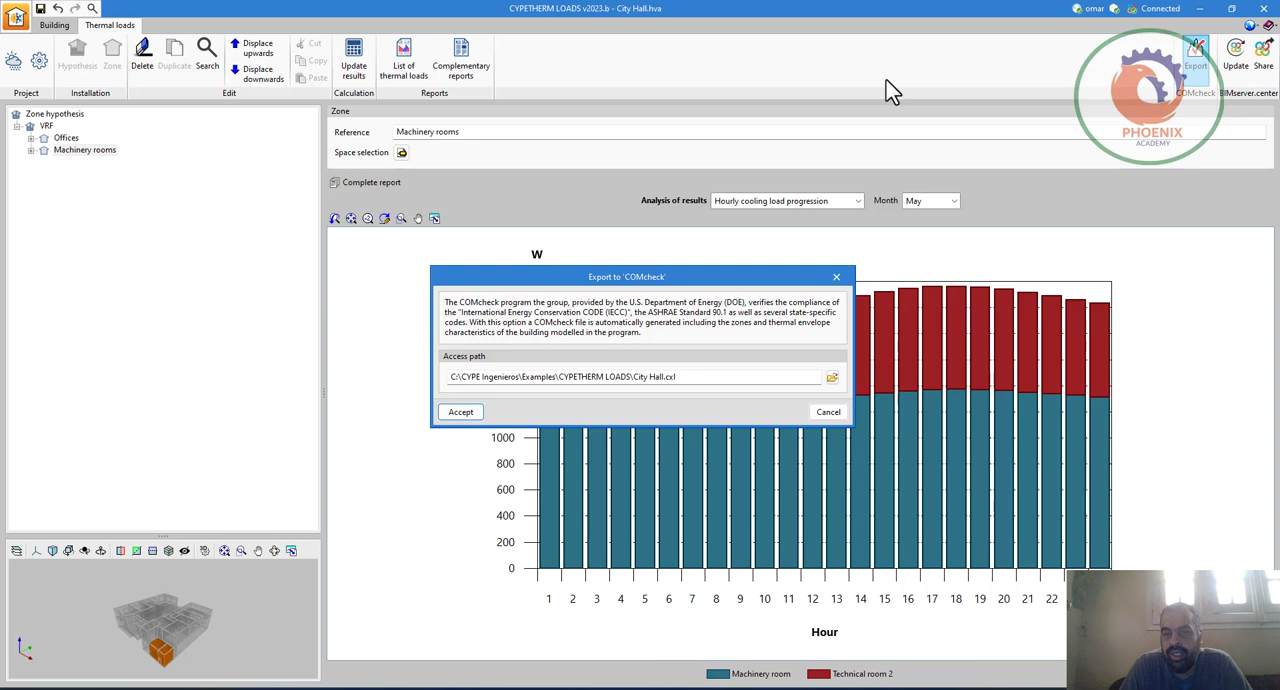 CYPETHERM LOADS v2023.b - City Hall.hva
omar
Connected
Building
Thermal loads
Hypothesis
Zone
Delete
Duplicate
Search
Displace upwards
Displace downwards
Cut
Copy
Paste
Update results
List of thermal loads
Complementary reports
Export
Update
Share
Project
Installation
Edit
Calculation
Reports
COMcheck
BIMserver.center
PHOENIX
ACADEMY
Zone hypothesis
VRF
Offices
Machinery rooms
Zone
Reference
Machinery rooms
Space selection
Complete report
Analysis of results
Hourly cooling load progression
Month
May
W
Export to 'COMcheck'
The COMcheck program the group, provided by the U.S. Department of Energy (DOE), verifies the compliance of
the "International Energy Conservation CODE (IECC)", the ASHRAE Standard 90.1 as well as several state-specific
codes. With this option a COMcheck file is automatically generated including the zones and thermal envelope
characteristics of the building modelled in the program.
Access path
C:\CYPE Ingenieros\Examples\CYPETHERM LOADS\City Hall.cxl
Accept
Cancel
1000
800
600
400
200
0
1 2 3 4 5 6 7 8 9 10 11 12 13 14 15 16 17 18 19 20 21 22
Hour
Machinery room
Technical room 2